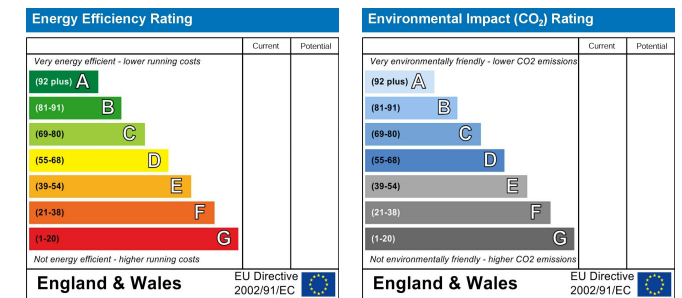 Energy Efficiency Rating
Current Potential
Very energy efficient - lower running costs
(92 plus) A
(81-91) B
(69-80) C
(55-68) D
(39-54) E
(21-38) F
(1-20) G
Not energy efficient - higher running costs
England & Wales
EU Directive
2002/91/EC
Environmental Impact (CO₂) Rating
Current Potential
Very environmentally friendly - lower CO2 emissions
(92 plus) A
(81-91) B
(69-80) C
(55-68) D
(39-54) E
(21-38) F
(1-20) G
Not environmentally friendly - higher CO2 emissions
England & Wales
EU Directive
2002/91/EC